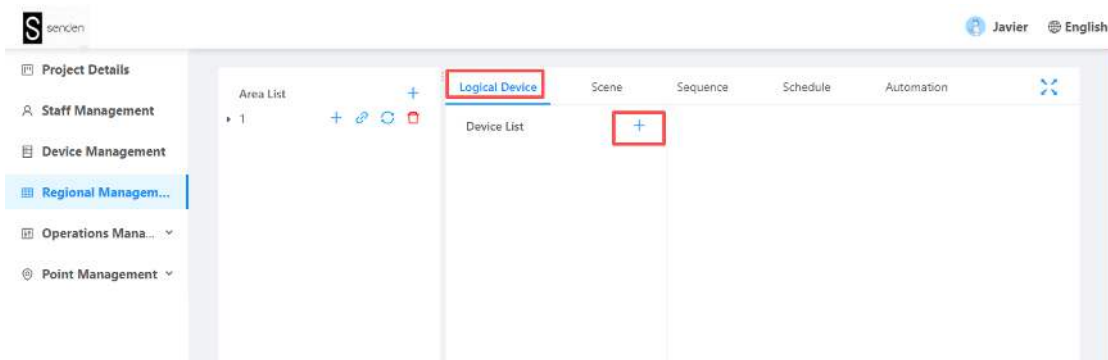 S senden
Javier English
Project Details
Staff Management
Device Management
Regional Managem...
Operations Mana...
Point Management
Area List
1
Logical Device Scene Sequence Schedule Automation
Device List